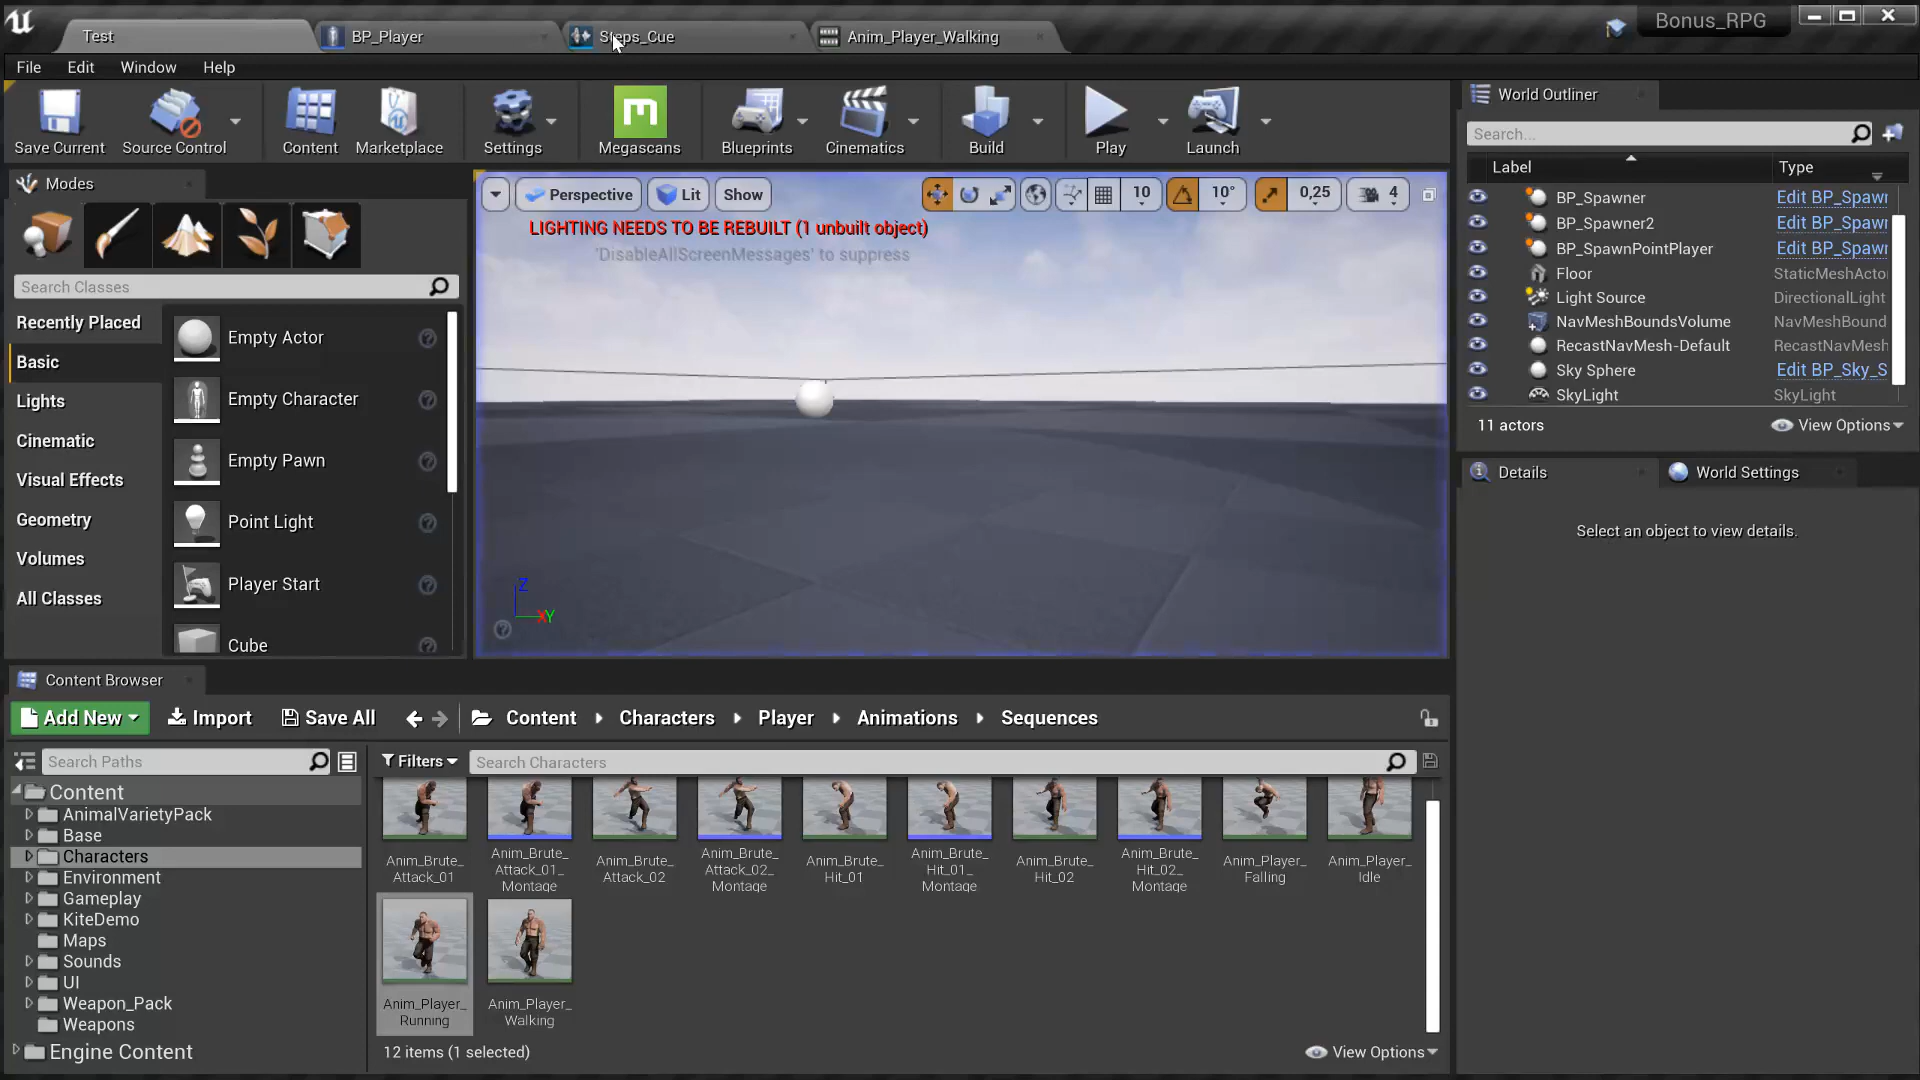 Test
BP_Player
Steps_Cue
Anim_Player_Walking
Bonus_RPG
File
Edit
Window
Help
Save Current
Source Control
Content
Marketplace
Settings
Megascans
Blueprints
Cinematics
Build
Play
Launch
World Outliner
Search...
Label
Type
BP_Spawner
Edit BP_Spawr
BP_Spawner2
Edit BP_Spawr
BP_SpawnPointPlayer
Edit BP_Spawr
Floor
StaticMeshActo
Light Source
DirectionalLight
NavMeshBoundsVolume
NavMeshBound
RecastNavMesh-Default
RecastNavMesh
Sky Sphere
Edit BP_Sky_S
SkyLight
SkyLight
11 actors
View Options
Details
World Settings
Select an object to view details.
Modes
Search Classes
Recently Placed
Basic
Lights
Cinematic
Visual Effects
Geometry
Volumes
All Classes
Empty Actor
Empty Character
Empty Pawn
Point Light
Player Start
Cube
Perspective
Lit
Show
10
10°
0,25
4
LIGHTING NEEDS TO BE REBUILT (1 unbuilt object)
'DisableAllScreenMessages' to suppress
Z
X
Y
Content Browser
Add New
Import
Save All
Content
Characters
Player
Animations
Sequences
Search Paths
Filters
Search Characters
Content
AnimalVarietyPack
Base
Characters
Environment
Gameplay
KiteDemo
Maps
Sounds
UI
Weapon_Pack
Weapons
Engine Content
Anim_Brute_
Attack_01
Anim_Brute_
Attack_01_
Montage
Anim_Brute_
Attack_02
Anim_Brute_
Attack_02_
Montage
Anim_Brute_
Hit_01
Anim_Brute_
Hit_01_
Montage
Anim_Brute_
Hit_02
Anim_Brute_
Hit_02_
Montage
Anim_Player_
Falling
Anim_Player_
Idle
Anim_Player_
Running
Anim_Player_
Walking
12 items (1 selected)
View Options